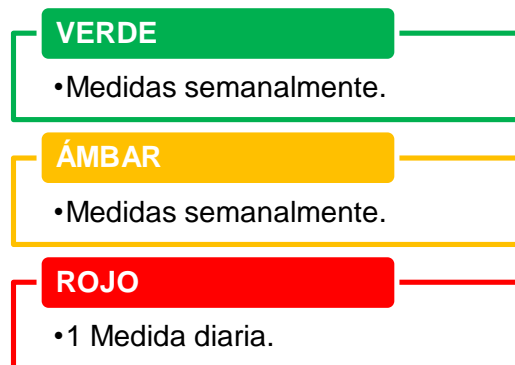 VERDE
•Medidas semanalmente.
ÁMBAR
•Medidas semanalmente.
ROJO
•1 Medida diaria.